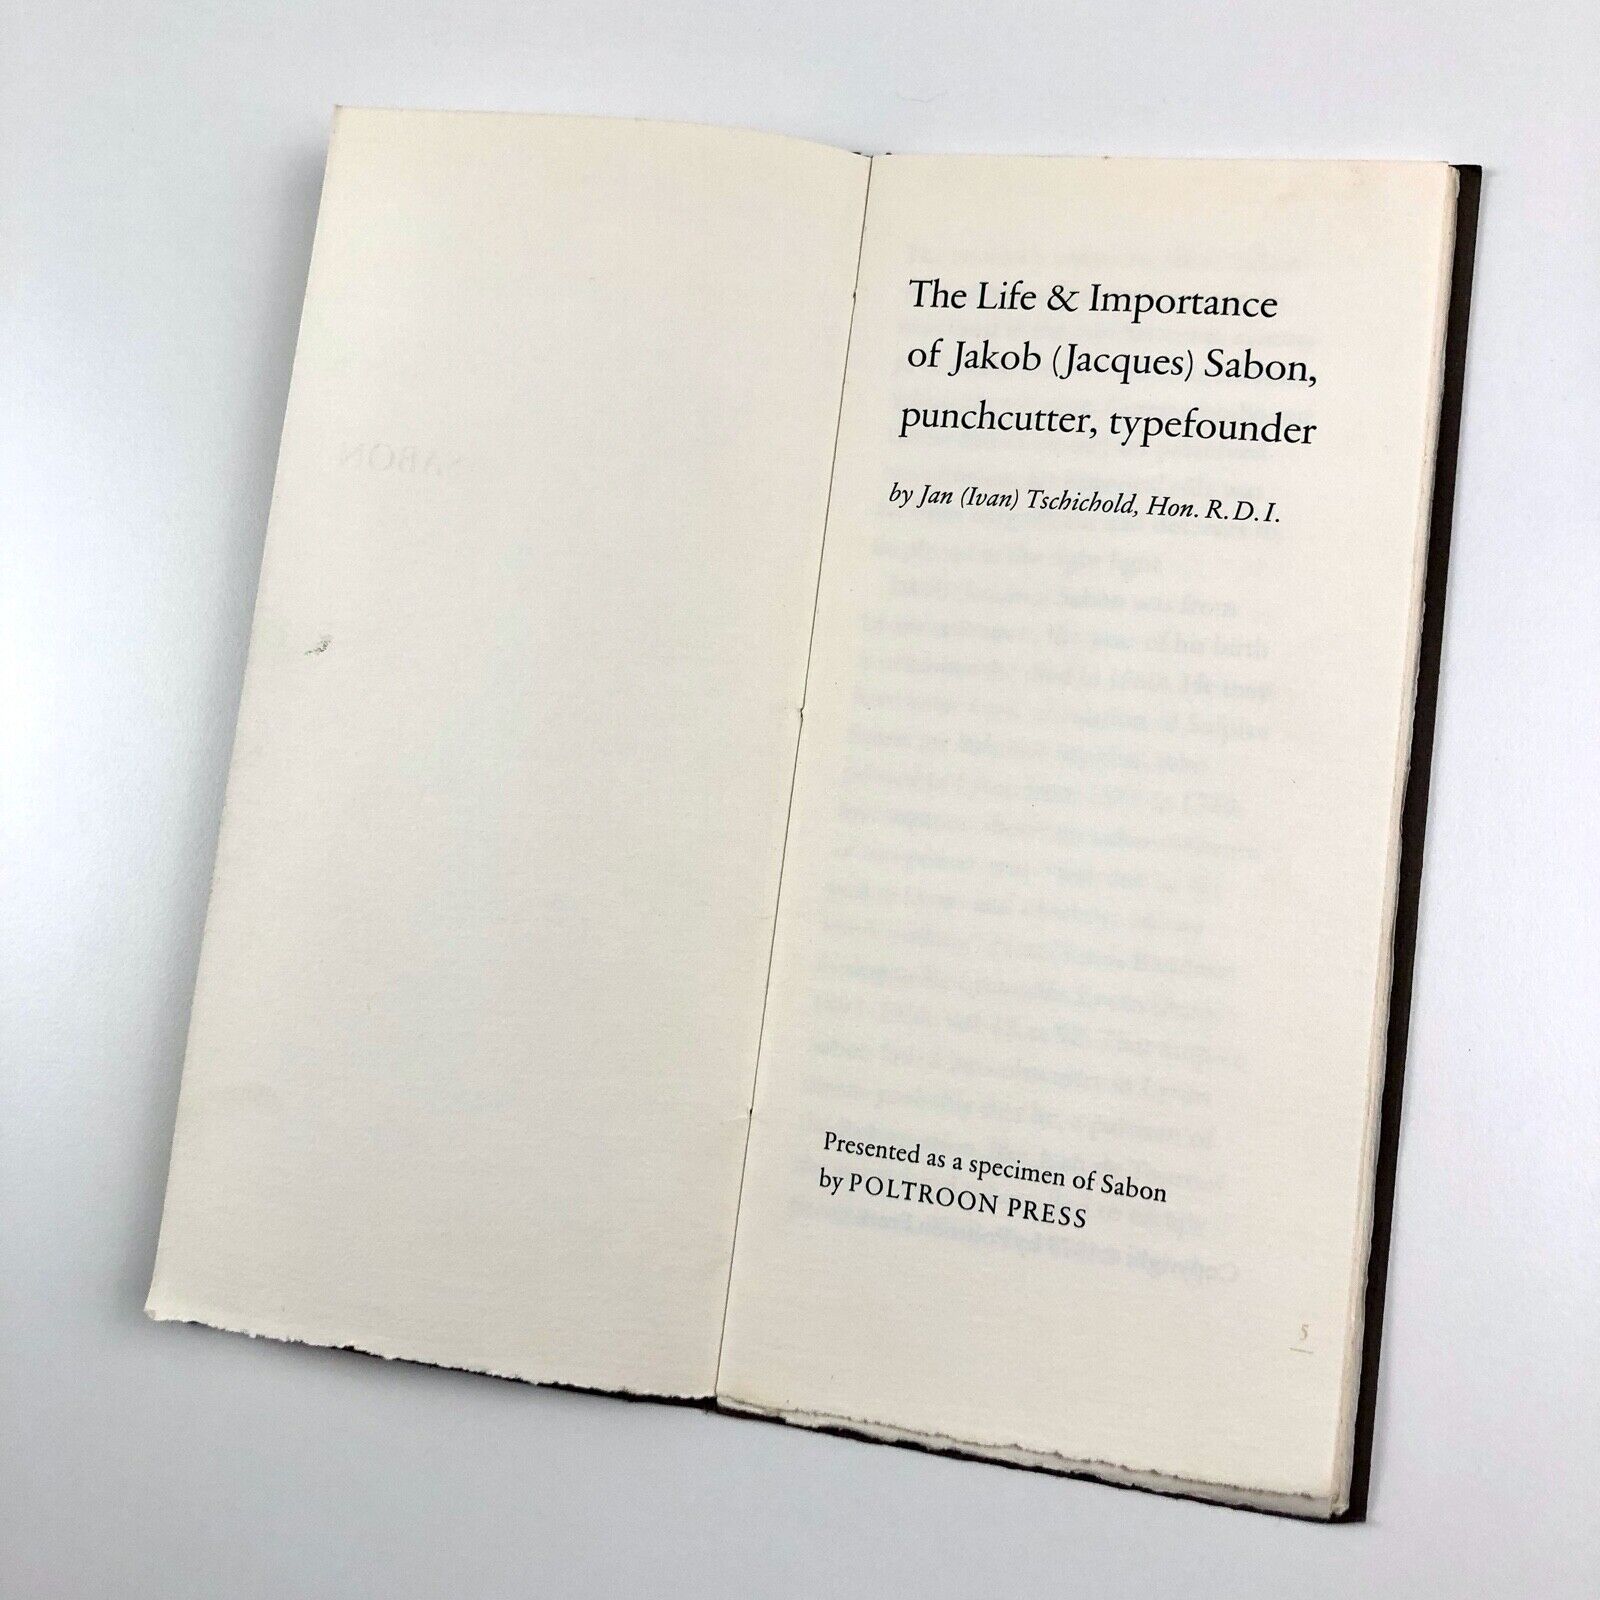 The Life & Importance
of Jakob (Jacques) Sabon,
punchcutter, typefounder
by Jan (Ivan) Tschichold, Hon. R. D. I.
Presented as a specimen of Sabon
by POLTROON PRESS
5